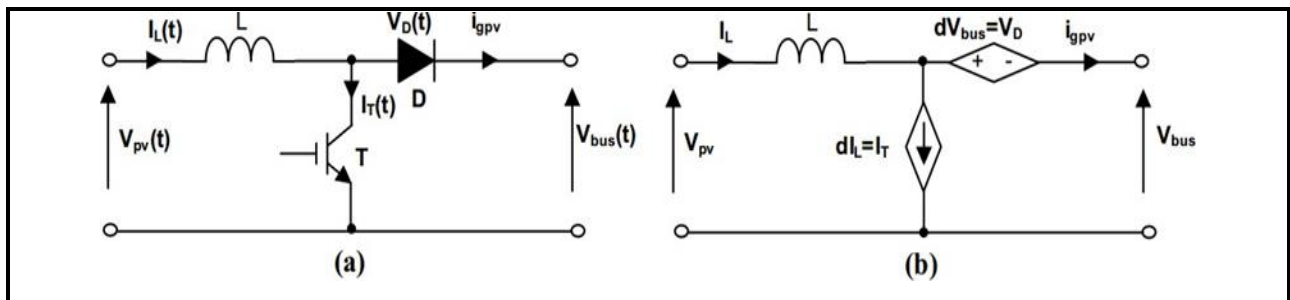 I_L(t)
L
V_D(t)
i_gpv
I_T(t)
D
V_pv(t)
T
V_bus(t)
(a)
I_L
L
dV_bus=V_D
i_gpv
+ -
V_pv
dI_L=I_T
V_bus
(b)